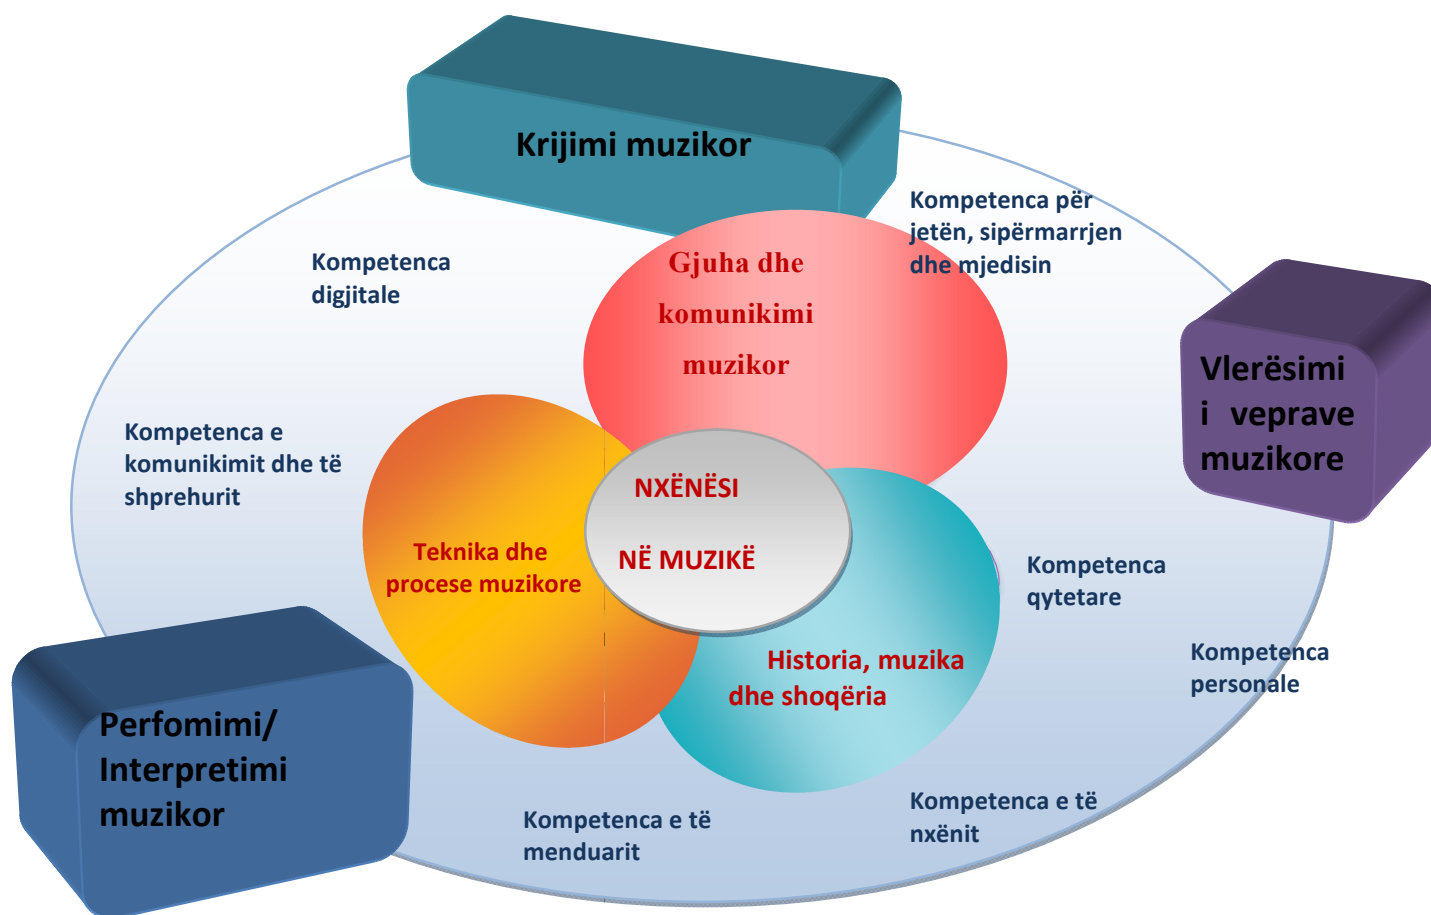 Krijimi muzikor
Kompetenca për
jetën, sipërmarrjen
dhe mjedisin
Kompetenca
digjitale
Gjuha dhe
komunikimi
muzikor
Vlerësimi
i veprave
muzikore
Kompetenca e
komunikimit dhe të
shprehurit
NXËNËSI
NË MUZIKË
Teknika dhe
procese muzikore
Kompetenca
qytetare
Historia, muzika
dhe shoqëria
Kompetenca
personale
Perfomimi/
Interpretimi
muzikor
Kompetenca e të
menduarit
Kompetenca e të
nxënit